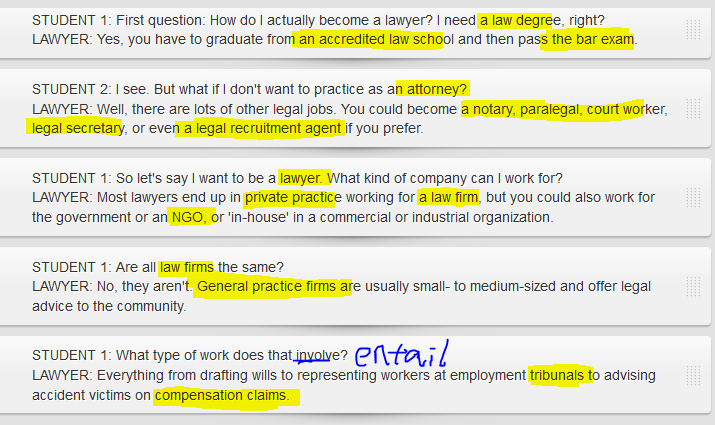 STUDENT 1: First question: How do I actually become a lawyer? I need a law degree, right?
LAWYER: Yes, you have to graduate from an accredited law school and then pass the bar exam.
STUDENT 2: I see. But what if I don't want to practice as an attorney?
LAWYER: Well, there are lots of other legal jobs. You could become a notary, paralegal, court worker,
legal secretary, or even a legal recruitment agent if you prefer.
STUDENT 1: So let's say I want to be a lawyer. What kind of company can I work for?
LAWYER: Most lawyers end up in private practice working for a law firm, but you could also work for
the government or an NGO, or 'in-house' in a commercial or industrial organization.
STUDENT 1: Are all law firms the same?
LAWYER: No, they aren't. General practice firms are usually small- to medium-sized and offer legal
advice to the community.
STUDENT 1: What type of work does that involve? entail
LAWYER: Everything from drafting wills to representing workers at employment tribunals to advising
accident victims on compensation claims.